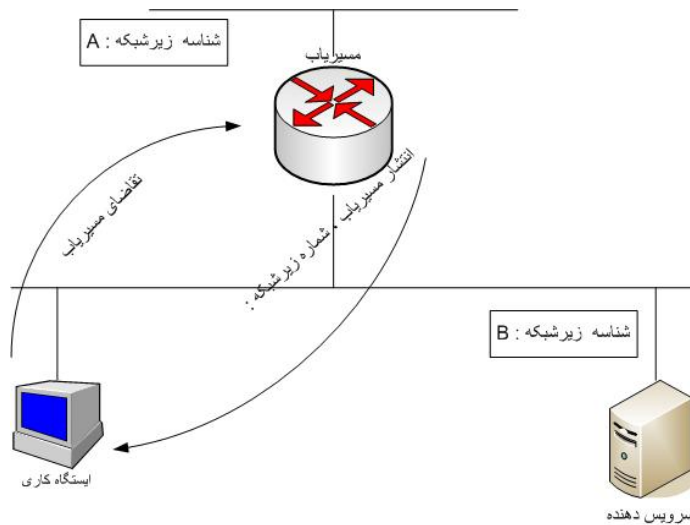 شناسه زیرشبکه : A
مسیریاب
تقاضای مسیریاب
انتشار مسیریاب ، شماره زیرشبکه :
شناسه زیرشبکه : B
ایستگاه کاری
سرویس دهنده